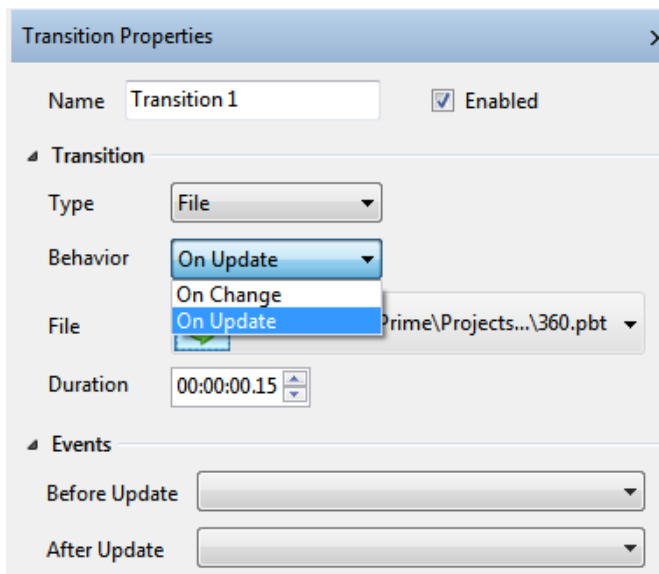 Transition Properties
Name Transition 1 Enabled
Transition
Type File
Behavior On Update
On Change
On Update
File Prime\Projects...\360.pbt
Duration 00:00:00.15
Events
Before Update
After Update